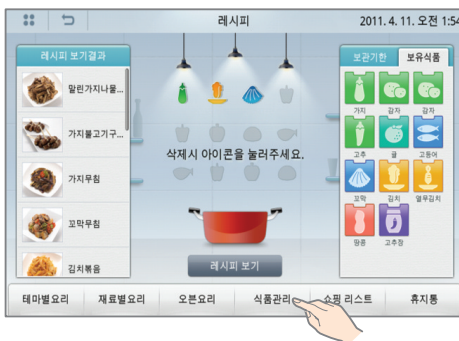 레시피
2011. 4. 11. 오전 1:54
레시피 보기결과
말린가지나물...
가지불고기구...
가지무침
꼬막무침
김치볶음
삭제시 아이콘을 눌러주세요.
레시피 보기
보관기한 보유식품
가지 감자 감자
고추 귤 고등어
꼬막 김치 열무김치
땅콩 고추장
테마별요리 재료별요리 오븐요리 식품관리 쇼핑 리스트 휴지통